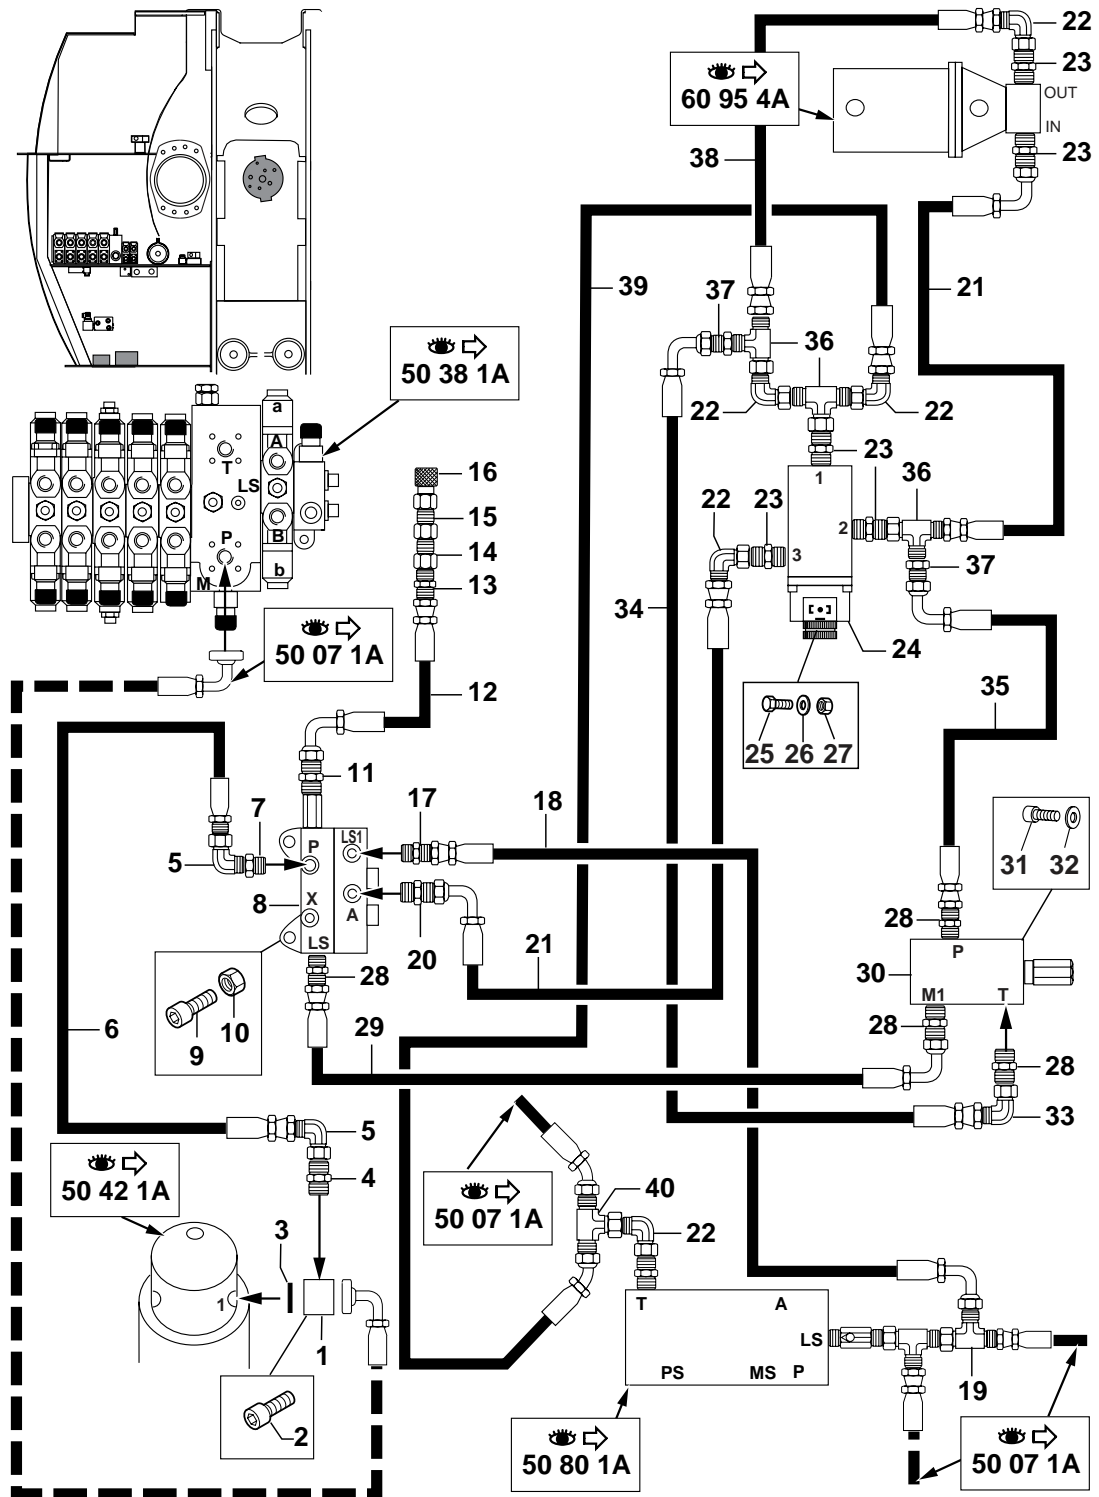 22
23
OUT
IN
23
60 95 4A
38
39
21
37
36
22
22
50 38 1A
a
A
T
LS
P
B
b
M
16
15
14
13
12
23
1
22
23
3
2
36
37
34
24
35
50 07 1A
25 26 27
11
7
5
P
LS1
X
A
LS
8
17
18
20
21
28
9
10
6
29
31 32
28
30
P
M1
T
28
28
33
5
4
50 42 1A
3
1
1
2
50 07 1A
40
22
T
A
LS
PS
MS
P
19
50 80 1A
50 07 1A